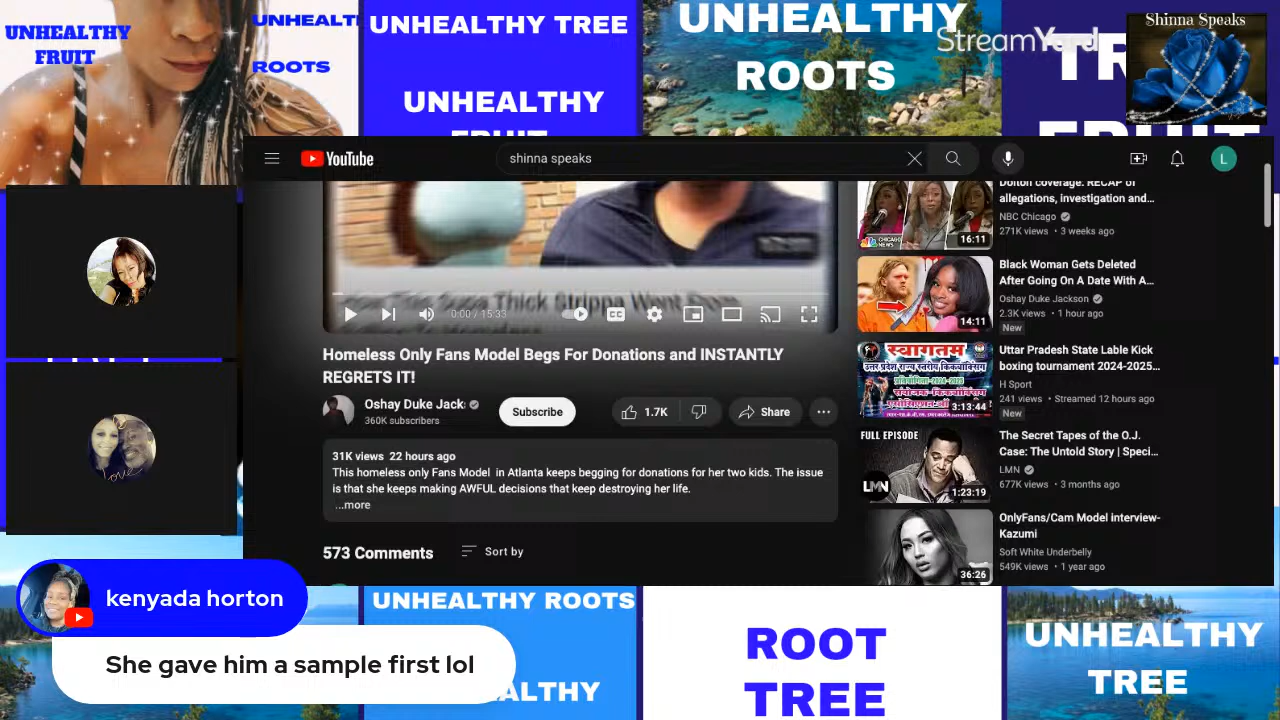 UNHEALTHY
FRUIT
UNHEALT
ROOTS
UNHEALTHY TREE
UNHEALTHY
UNHEALTHY
ROOTS
StreamYard
Shinna Speaks
YouTube
shinna speaks
L
0:00 / 15:33
CC
Homeless Only Fans Model Begs For Donations and INSTANTLY
REGRETS IT!
Oshay Duke Jack
360K subscribers
Subscribe
1.7K
Share
31K views 22 hours ago
This homeless only Fans Model in Atlanta keeps begging for donations for her two kids. The issue
is that she keeps making AWFUL decisions that keep destroying her life.
...more
573 Comments
Sort by
Dolton coverage: RECAP of
allegations, investigation and...
NBC Chicago
271K views • 3 weeks ago
16:11
Black Woman Gets Deleted
After Going On A Date With A...
Oshay Duke Jackson
2.3K views • 1 hour ago
New
14:11
Uttar Pradesh State Lable Kick
boxing tournament 2024-2025...
H Sport
241 views • Streamed 12 hours ago
New
स्वागतम
3:13:44
The Secret Tapes of the O.J.
Case: The Untold Story | Speci...
LMN
677K views • 3 months ago
FULL EPISODE
LMN
1:23:19
OnlyFans/Cam Model interview-
Kazumi
Soft White Underbelly
549K views • 1 year ago
36:26
Love
kenyada horton
She gave him a sample first lol
UNHEALTHY ROOTS
ALTHY
ROOT
TREE
UNHEALTHY
TREE